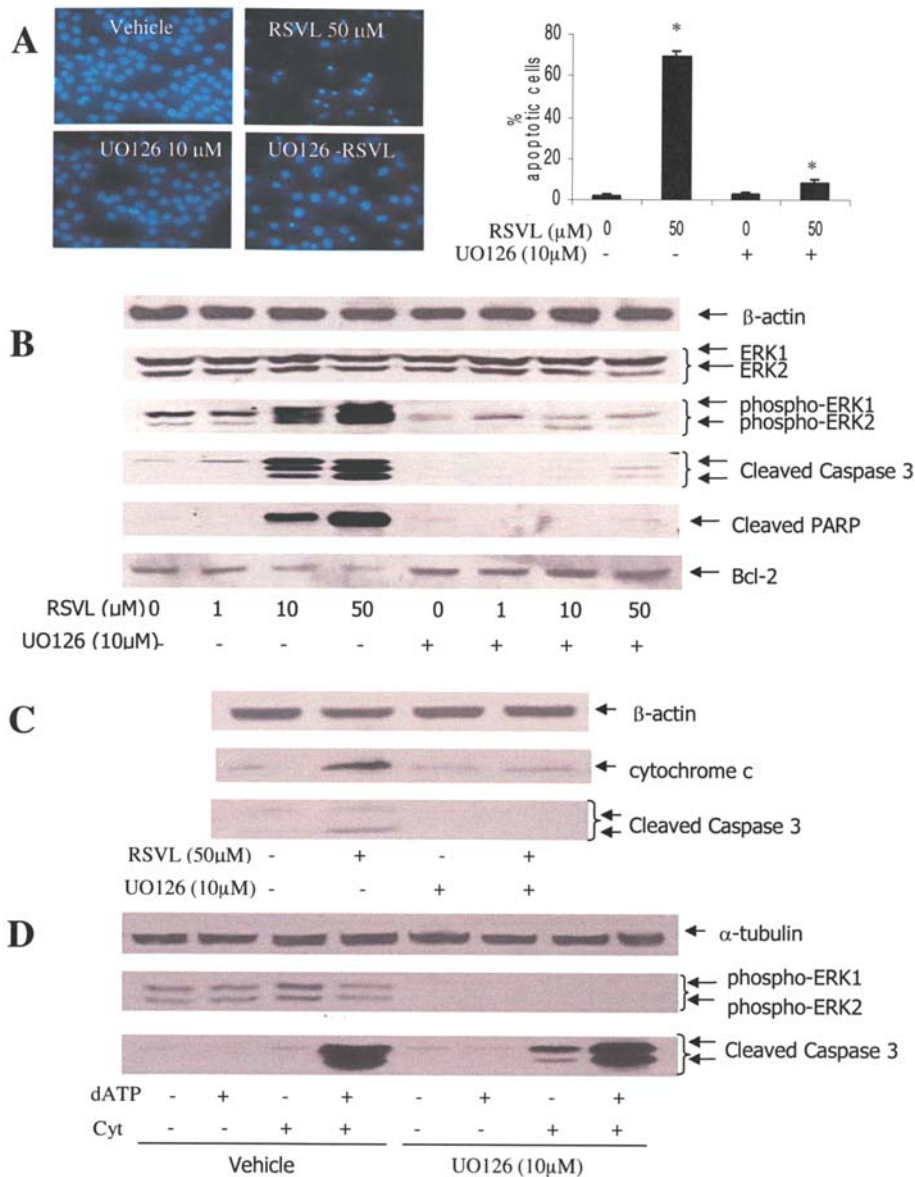 A
Vehicle
RSVL 50 µM
UO126 10 µM
UO126 -RSVL
%
apoptotic cells
80
60
40
20
0
*
*
RSVL (µM) 0 50 0 50
UO126 (10µM) - - + +
B
β-actin
ERK1
ERK2
phospho-ERK1
phospho-ERK2
Cleaved Caspase 3
Cleaved PARP
Bcl-2
RSVL (µM) 0 1 10 50 0 1 10 50
UO126 (10µM) - - - - + + + +
C
β-actin
cytochrome c
Cleaved Caspase 3
RSVL (50µM) - + - +
UO126 (10µM) - - + +
D
α-tubulin
phospho-ERK1
phospho-ERK2
Cleaved Caspase 3
dATP - + - + - + - +
Cyt - - + + - - + +
Vehicle UO126 (10µM)